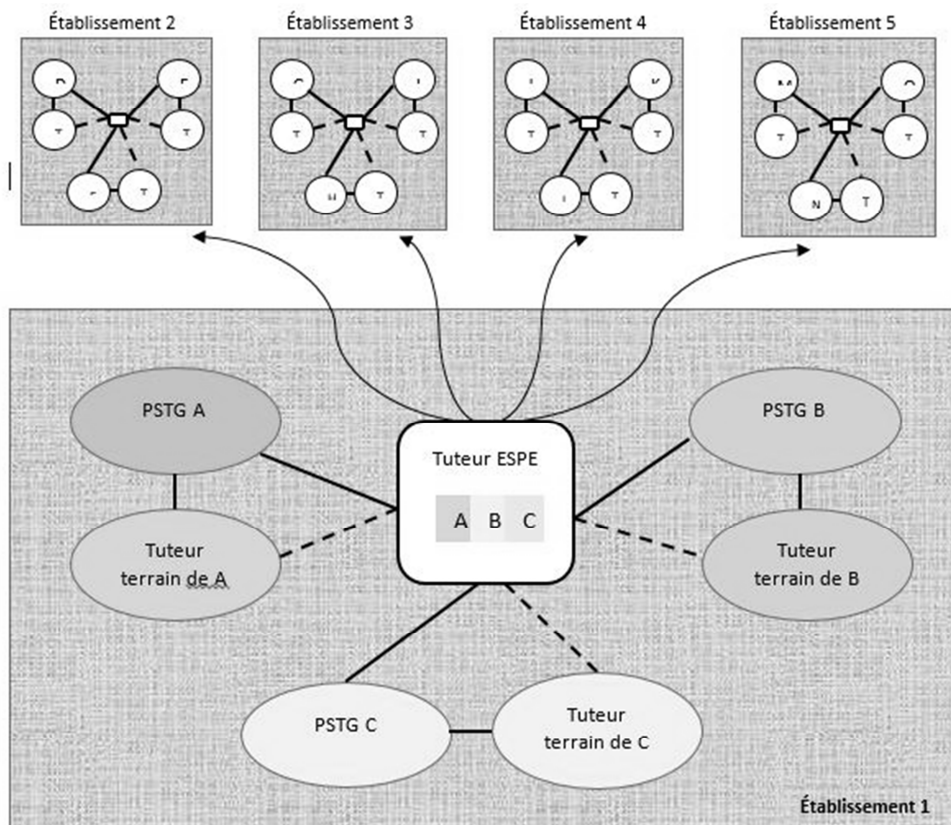 Établissement 2
Établissement 3
Établissement 4
Établissement 5
PSTG A
PSTG B
Tuteur ESPE
A B C
Tuteur
terrain de A
Tuteur
terrain de B
PSTG C
Tuteur
terrain de C
Établissement 1